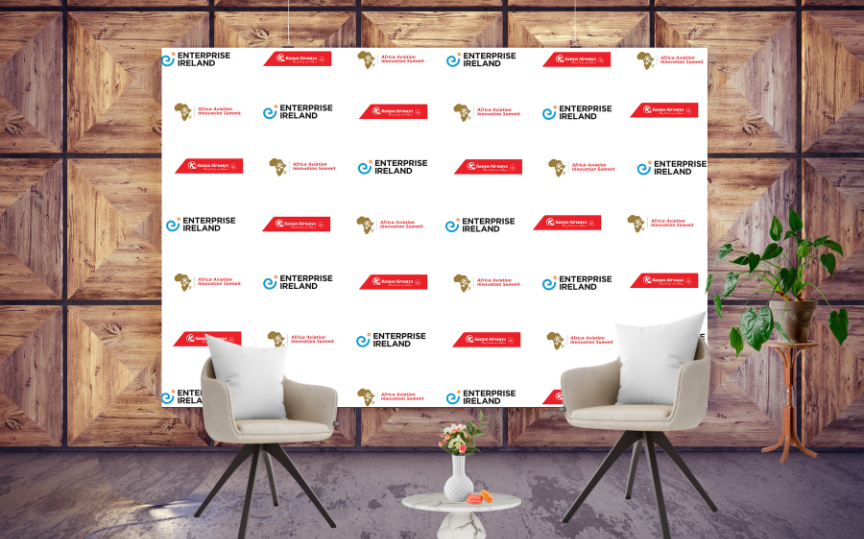 ENTERPRISE
IRELAND
Kenya Airways
Africa Aviation
Innovation Summit
ENTERPRISE
IRELAND
Kenya Airways
Africa Aviation
Innovation Summit
Africa Aviation
Innovation Summit
ENTERPRISE
IRELAND
Kenya Airways
Africa Aviation
Innovation Summit
ENTERPRISE
IRELAND
Kenya Airways
Kenya Airways
Africa Aviation
Innovation Summit
ENTERPRISE
IRELAND
Kenya Airways
Africa Aviation
Innovation Summit
ENTERPRISE
IRELAND
ENTERPRISE
IRELAND
Kenya Airways
Africa Aviation
Innovation Summit
ENTERPRISE
IRELAND
Kenya Airways
Africa Aviation
Innovation Summit
Africa Aviation
Innovation Summit
ENTERPRISE
IRELAND
Kenya Airways
Africa Aviation
Innovation Summit
ENTERPRISE
IRELAND
Kenya Airways
Kenya Airways
Africa Aviation
Innovation Summit
ENTERPRISE
IRELAND
Kenya Airways
Africa Aviation
Innovation Summit
Africa Aviation
Innovation Summit
ENTERPRISE
IRELAND